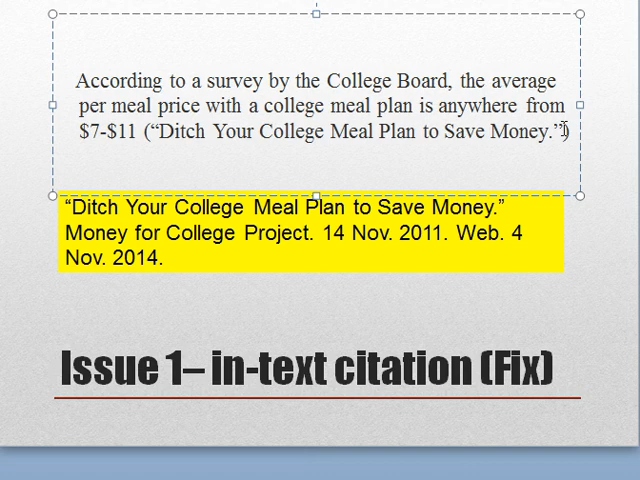 According to a survey by the College Board, the average
per meal price with a college meal plan is anywhere from
$7-$11 (“Ditch Your College Meal Plan to Save Money.”)
“Ditch Your College Meal Plan to Save Money.”
Money for College Project. 14 Nov. 2011. Web. 4
Nov. 2014.
Issue 1– in-text citation (Fix)